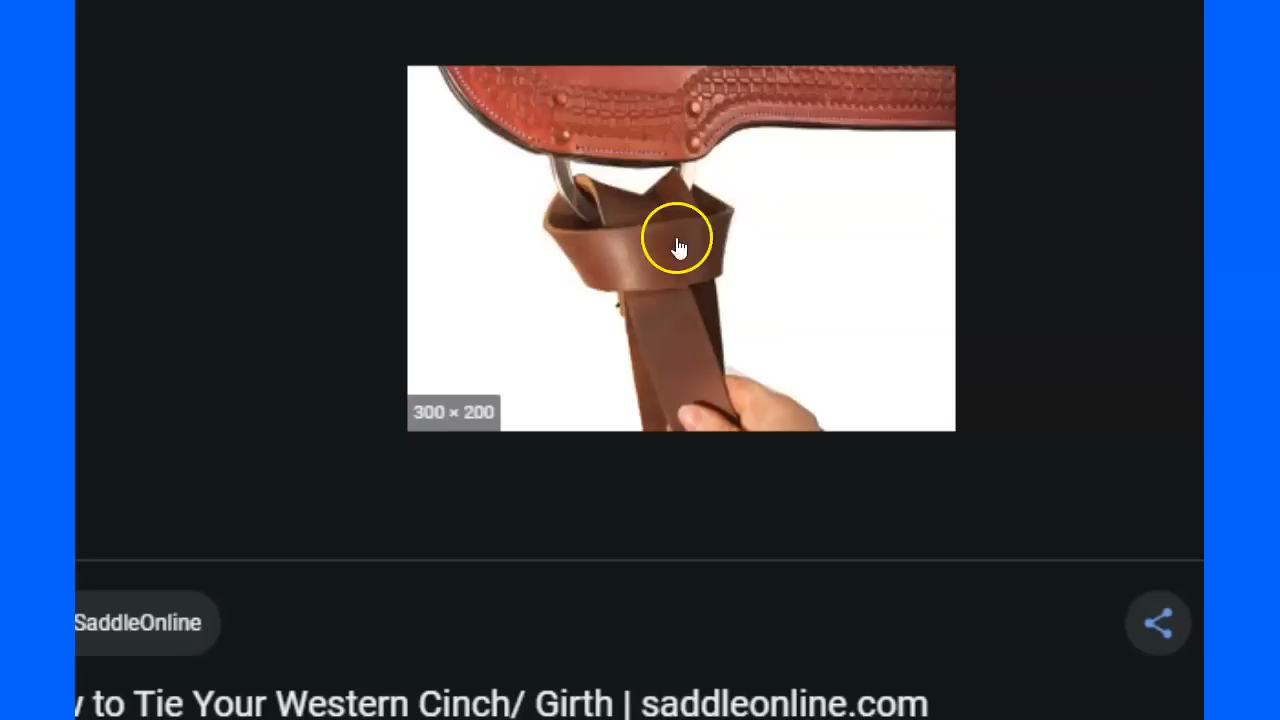 300 × 200
SaddleOnline
to Tie Your Western Cinch/ Girth | saddleonline.com